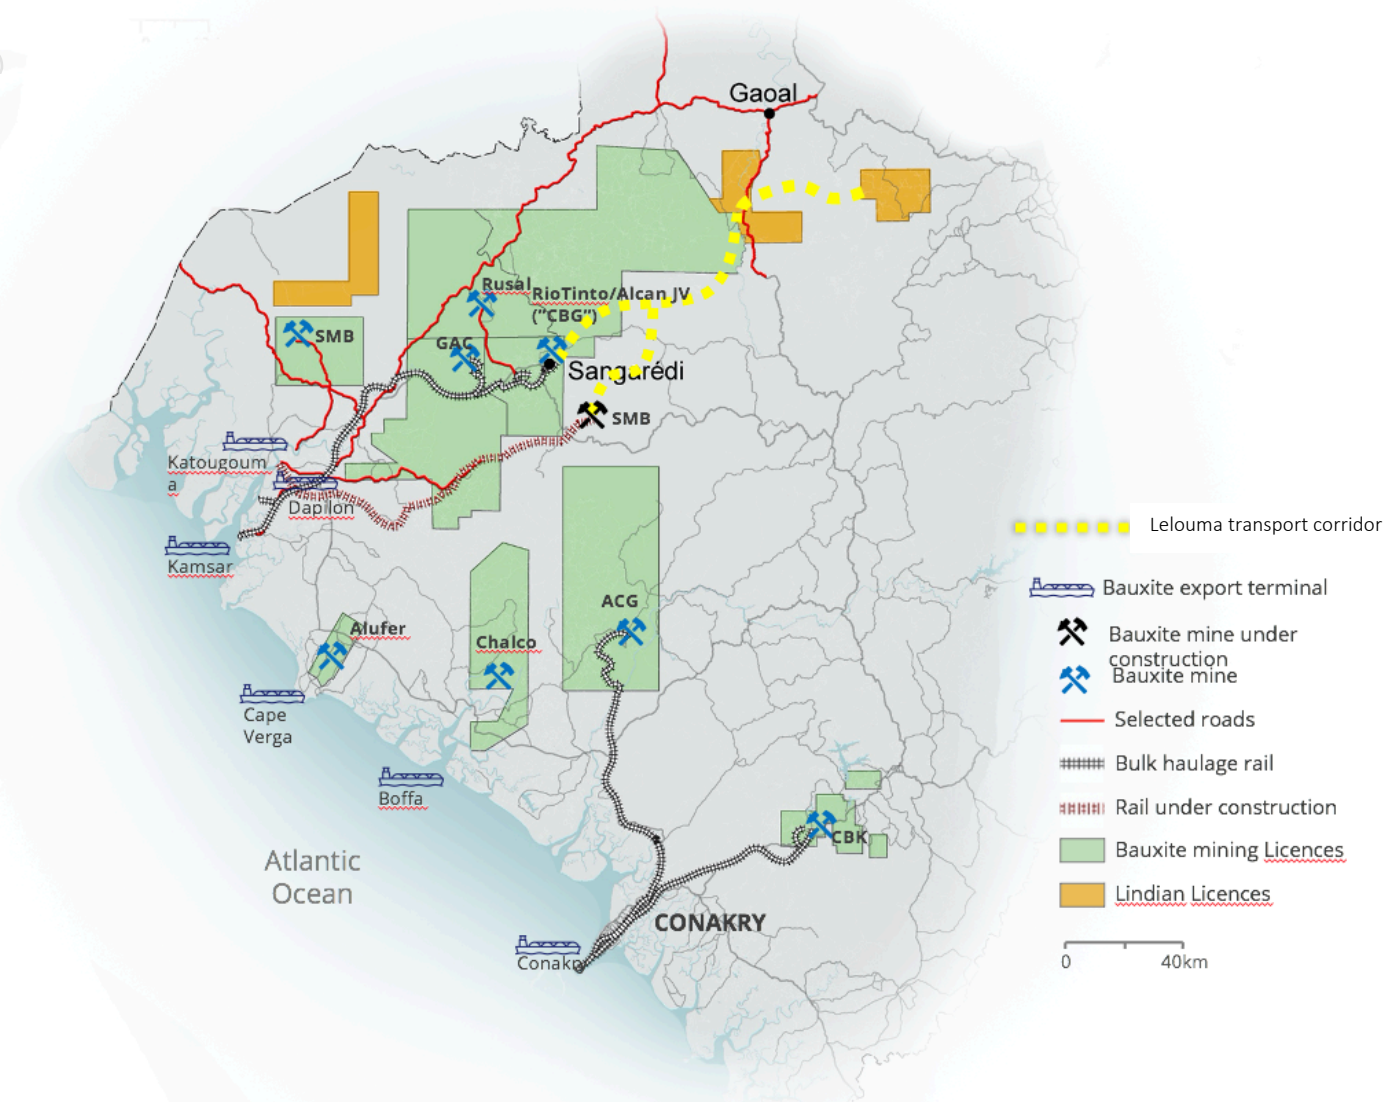 Gaoal
Rusal
RioTinto/Alcan JV
("CBG")
SMB
GAC
Sangarédi
SMB
Katougoum
a
Dapilon
Kamsar
Lelouma transport corridor
Bauxite export terminal
ACG
Alufer
Chalco
Bauxite mine under
construction
Bauxite mine
Cape
Verga
Selected roads
Bulk haulage rail
Boffa
Rail under construction
CBK
Bauxite mining Licences
Atlantic
Ocean
Lindian Licences
CONAKRY
Conakr
0 40km